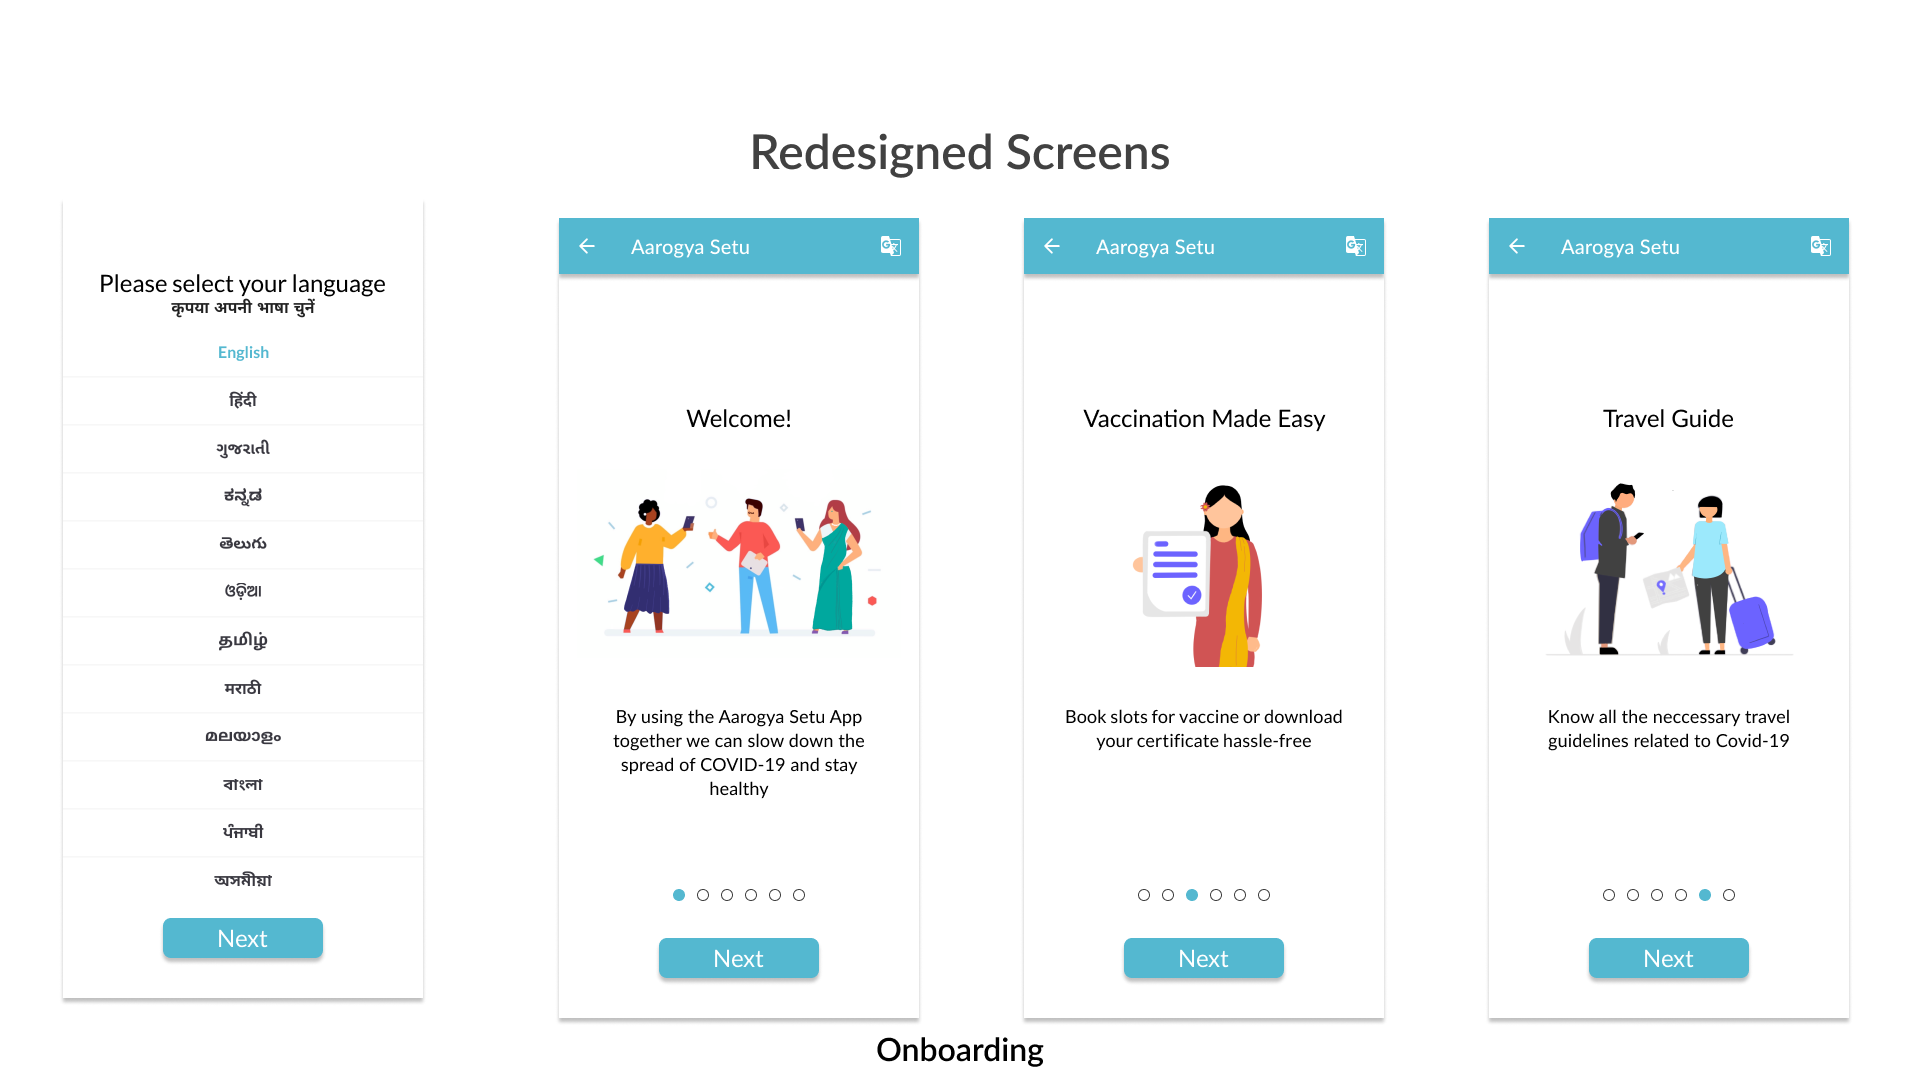 Redesigned Screens
Please select your language
कृपया अपनी भाषा चुनें
English
हिंदी
ગુજરાતી
ಕನ್ನಡ
తెలుగు
ଓଡ଼ିଆ
தமிழ்
मराठी
മലയാളം
বাংলা
ਪੰਜਾਬੀ
অসমীয়া
Next
Aarogya Setu
Welcome!
By using the Aarogya Setu App
together we can slow down the
spread of COVID-19 and stay
healthy
Next
Aarogya Setu
Vaccination Made Easy
Book slots for vaccine or download
your certificate hassle-free
Next
Aarogya Setu
Travel Guide
Know all the neccessary travel
guidelines related to Covid-19
Next
Onboarding